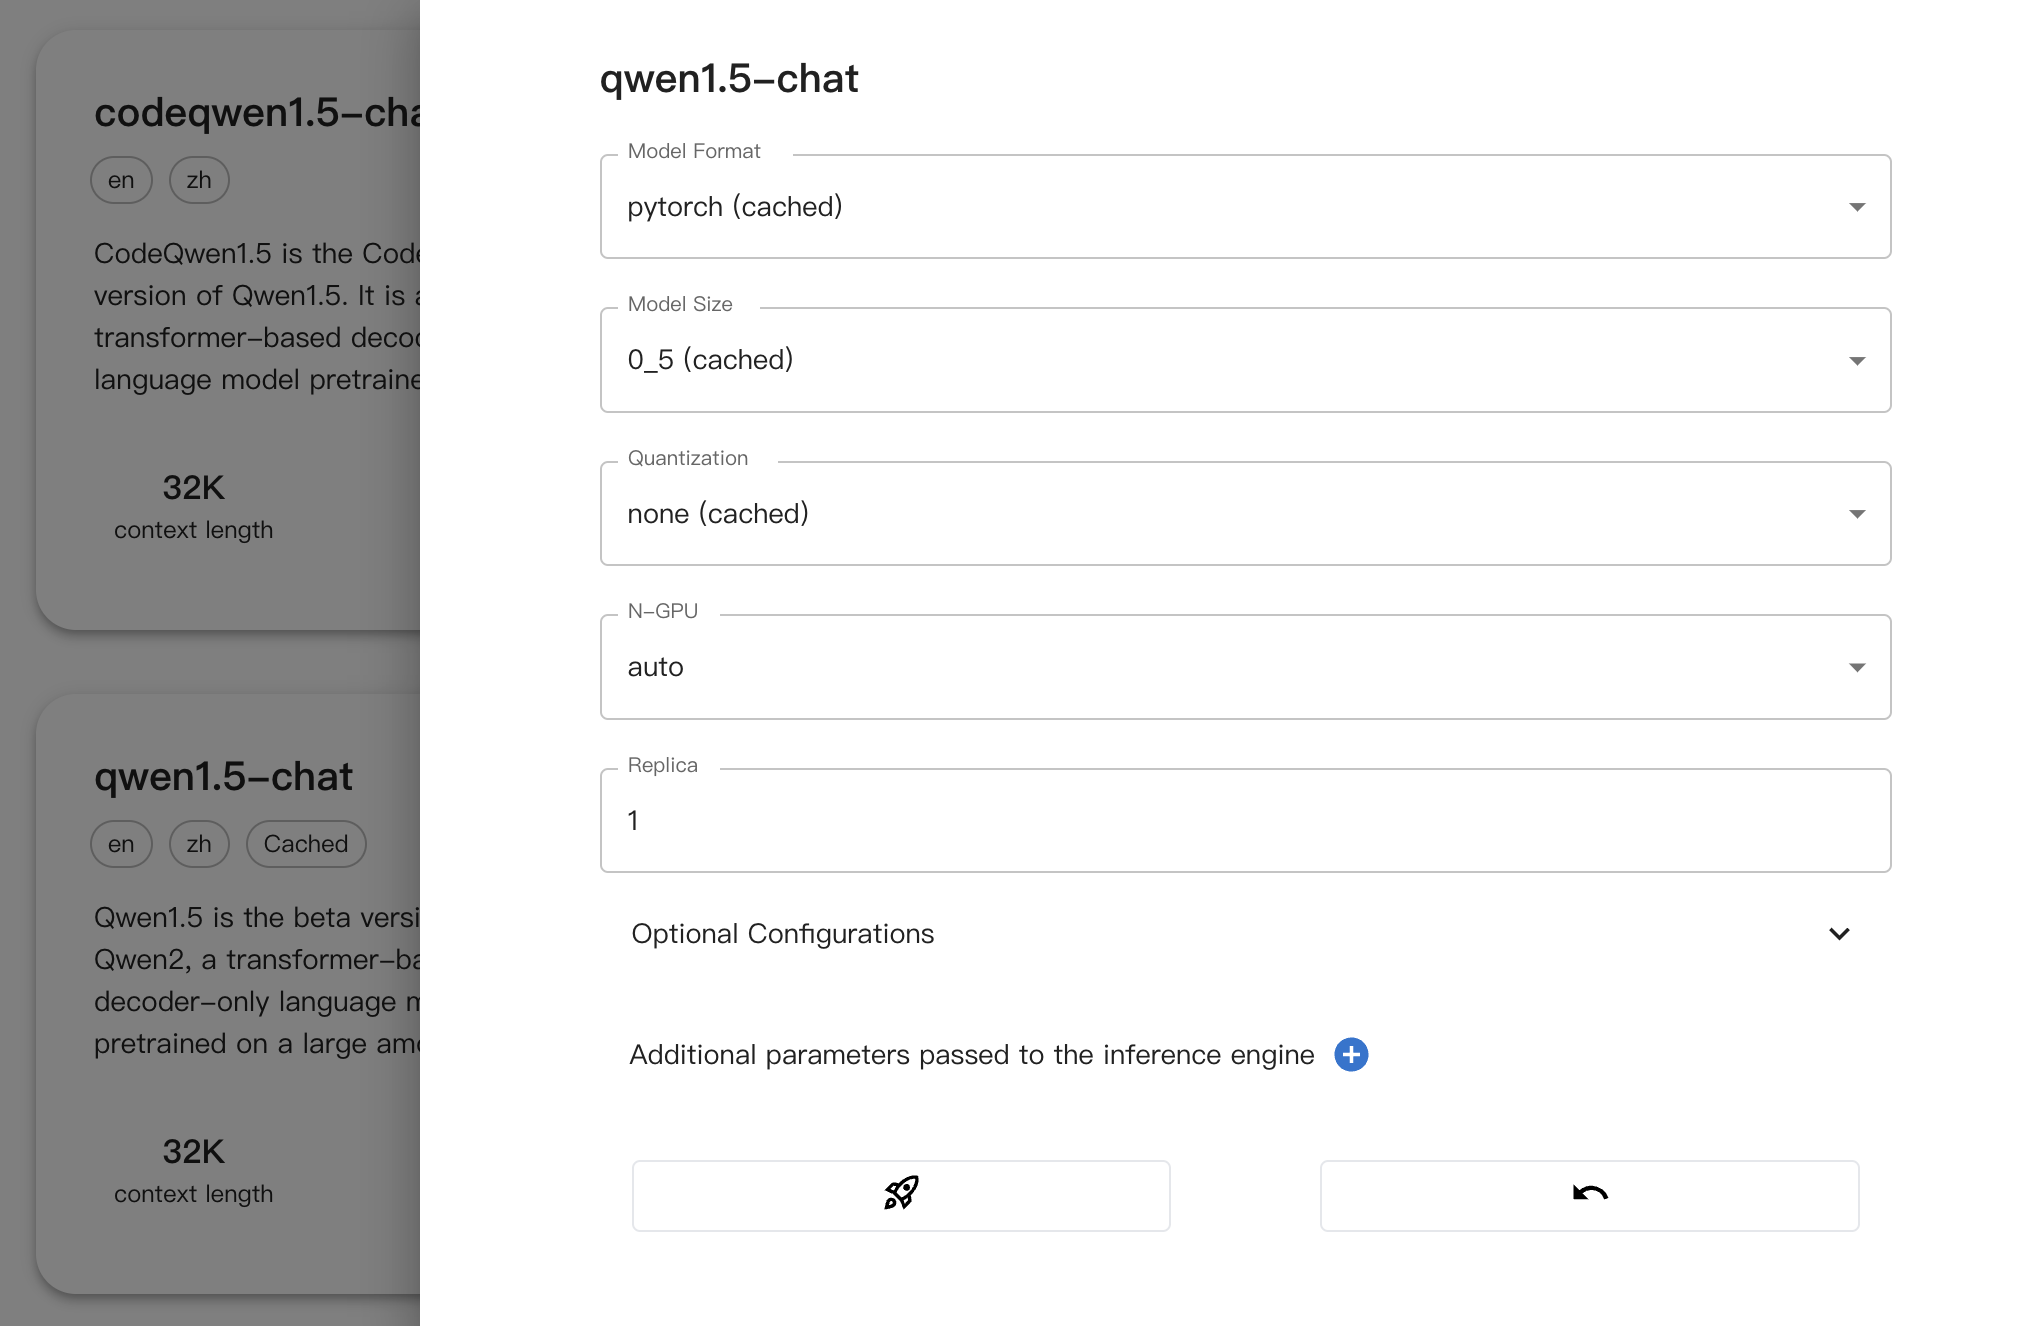 codeqwen1.5-cha
en
zh
CodeQwen1.5 is the Code
version of Qwen1.5. It is a
transformer-based decod
language model pretraine
32K
context length
qwen1.5-chat
en
zh
Cached
Qwen1.5 is the beta versi
Qwen2, a transformer-ba
decoder-only language m
pretrained on a large amo
32K
context length
qwen1.5-chat
Model Format
pytorch (cached)
Model Size
0_5 (cached)
Quantization
none (cached)
N-GPU
auto
Replica
1
Optional Configurations
Additional parameters passed to the inference engine